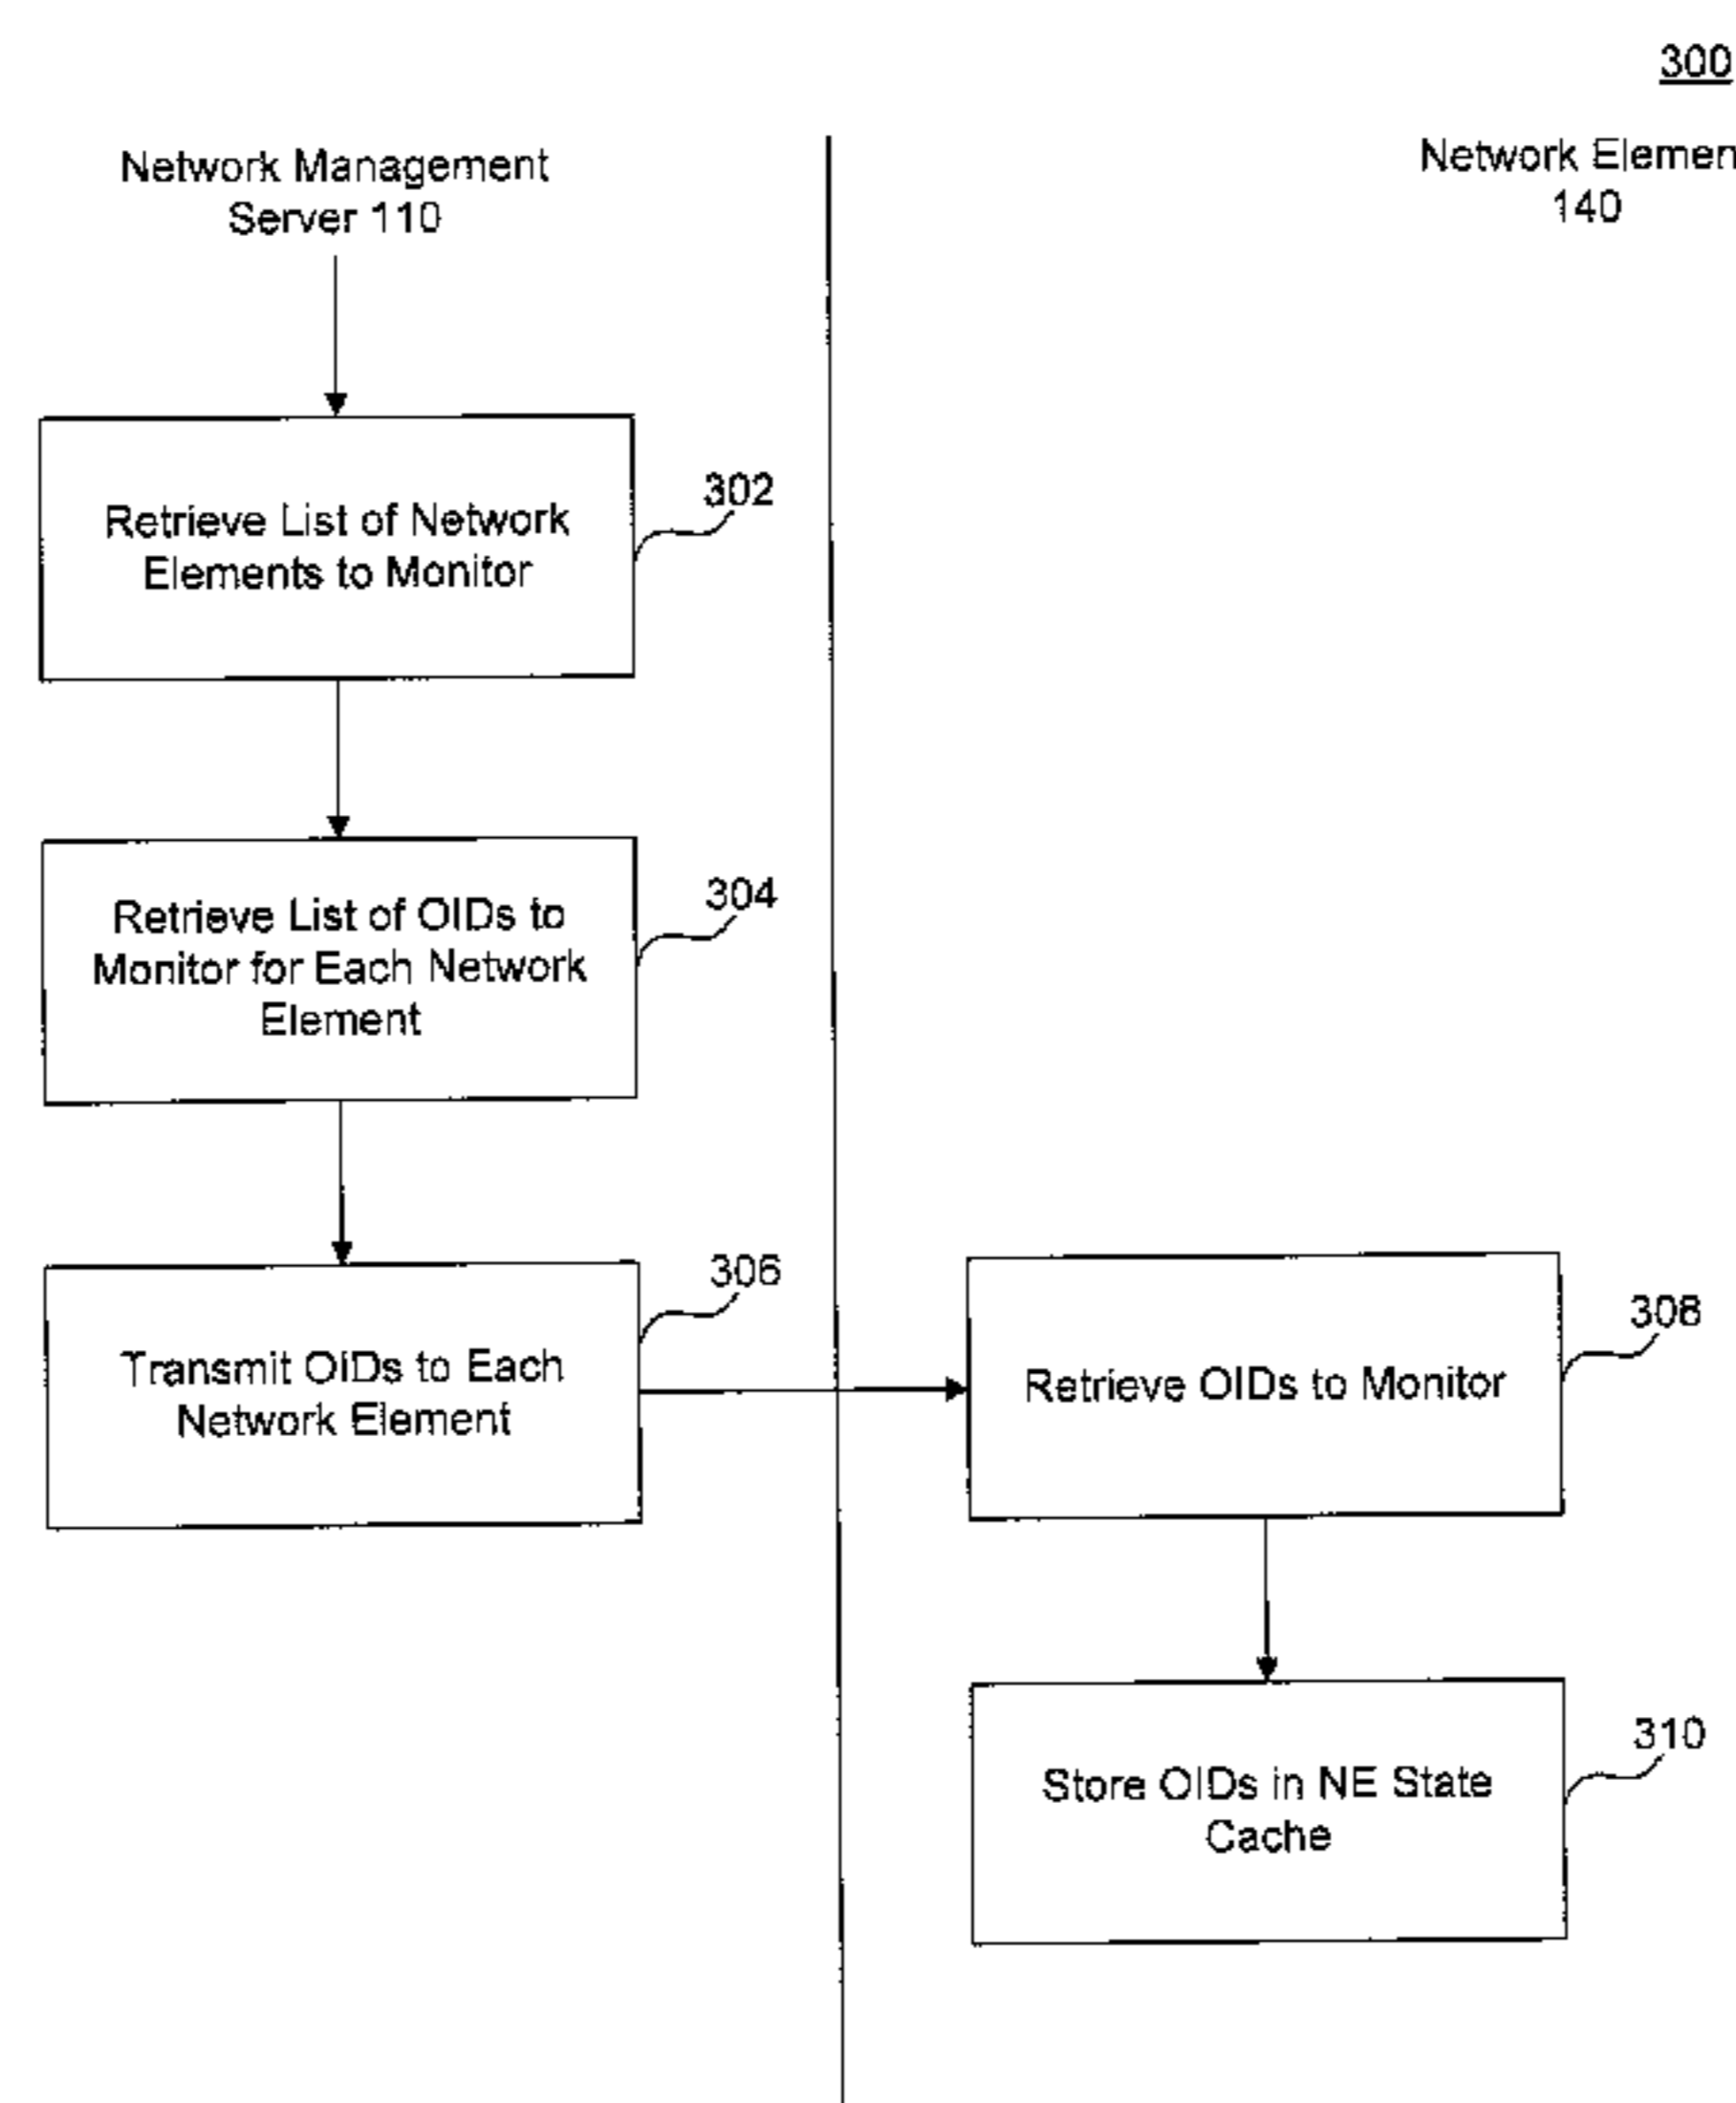 300
Network Management
Server 110
Network Elemen
140
Retrieve List of Network
Elements to Monitor
302
Retrieve List of OIDs to
Monitor for Each Network
Element
304
Transmit OIDs to Each
Network Element
306
Retrieve OIDs to Monitor
308
Store OIDs in NE State
Cache
310